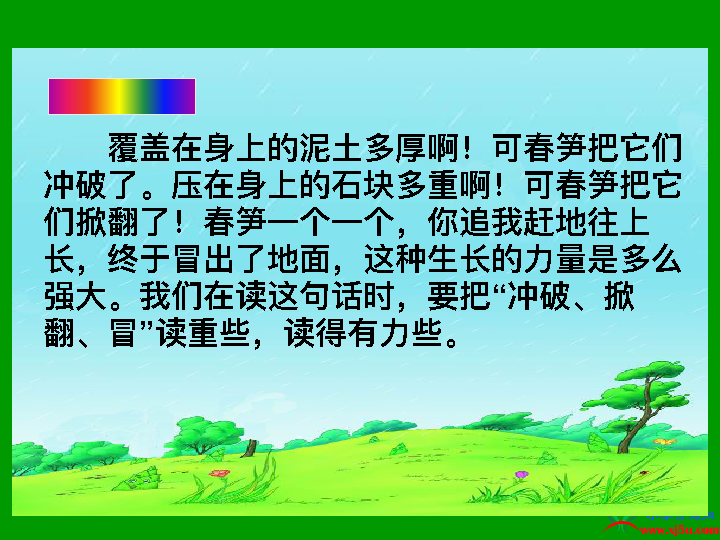 覆盖在身上的泥土多厚啊！可春笋把它们
冲破了。压在身上的石块多重啊！可春笋把它
们掀翻了！春笋一个一个，你追我赶地往上
长，终于冒出了地面，这种生长的力量是多么
强大。我们在读这句话时，要把“冲破、掀
翻、冒”读重些，读得有力些。